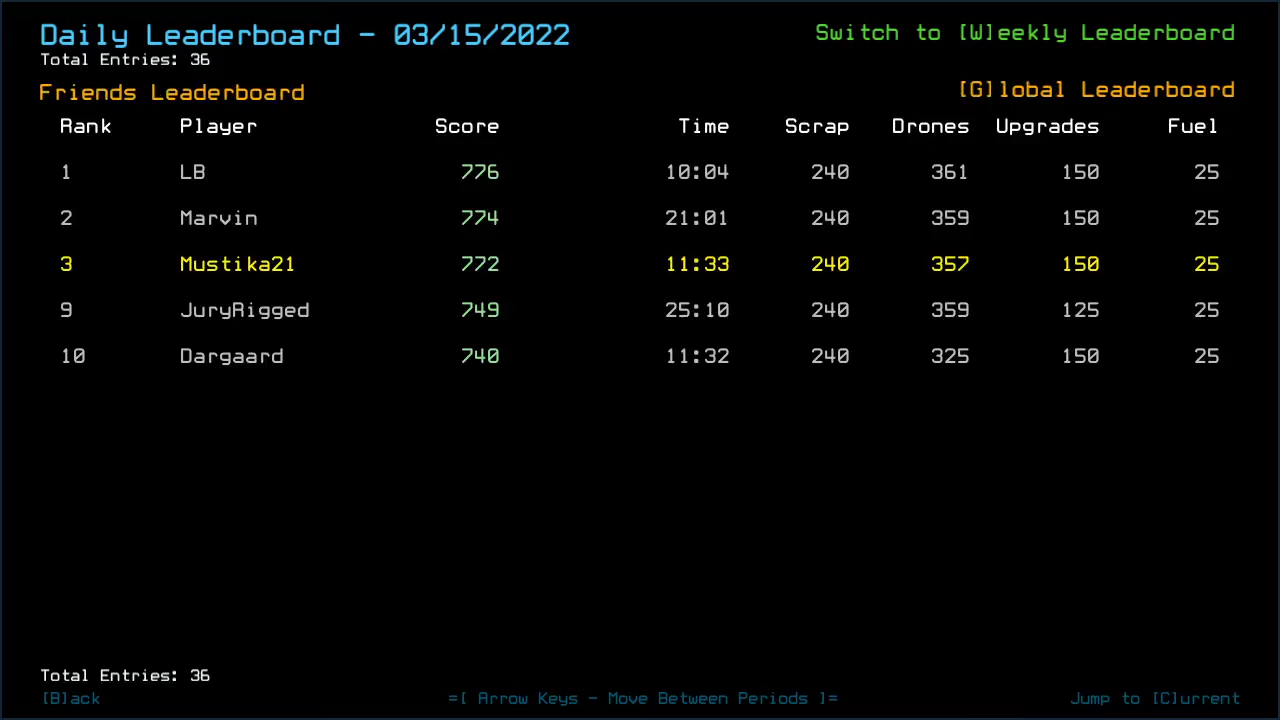 Daily Leaderboard - 03/15/2022 Switch to [W]eekly Leaderboard
Total Entries: 36
Friends Leaderboard [G]lobal Leaderboard
Rank Player Score Time Scrap Drones Upgrades Fuel
1 LB 776 10:04 240 361 150 25
2 Marvin 774 21:01 240 359 150 25
3 Mustika21 772 11:33 240 357 150 25
9 JuryRigged 749 25:10 240 359 125 25
10 Dargaard 740 11:32 240 325 150 25
Total Entries: 36
[B]ack =[ Arrow Keys - Move Between Periods ]= Jump to [C]urrent